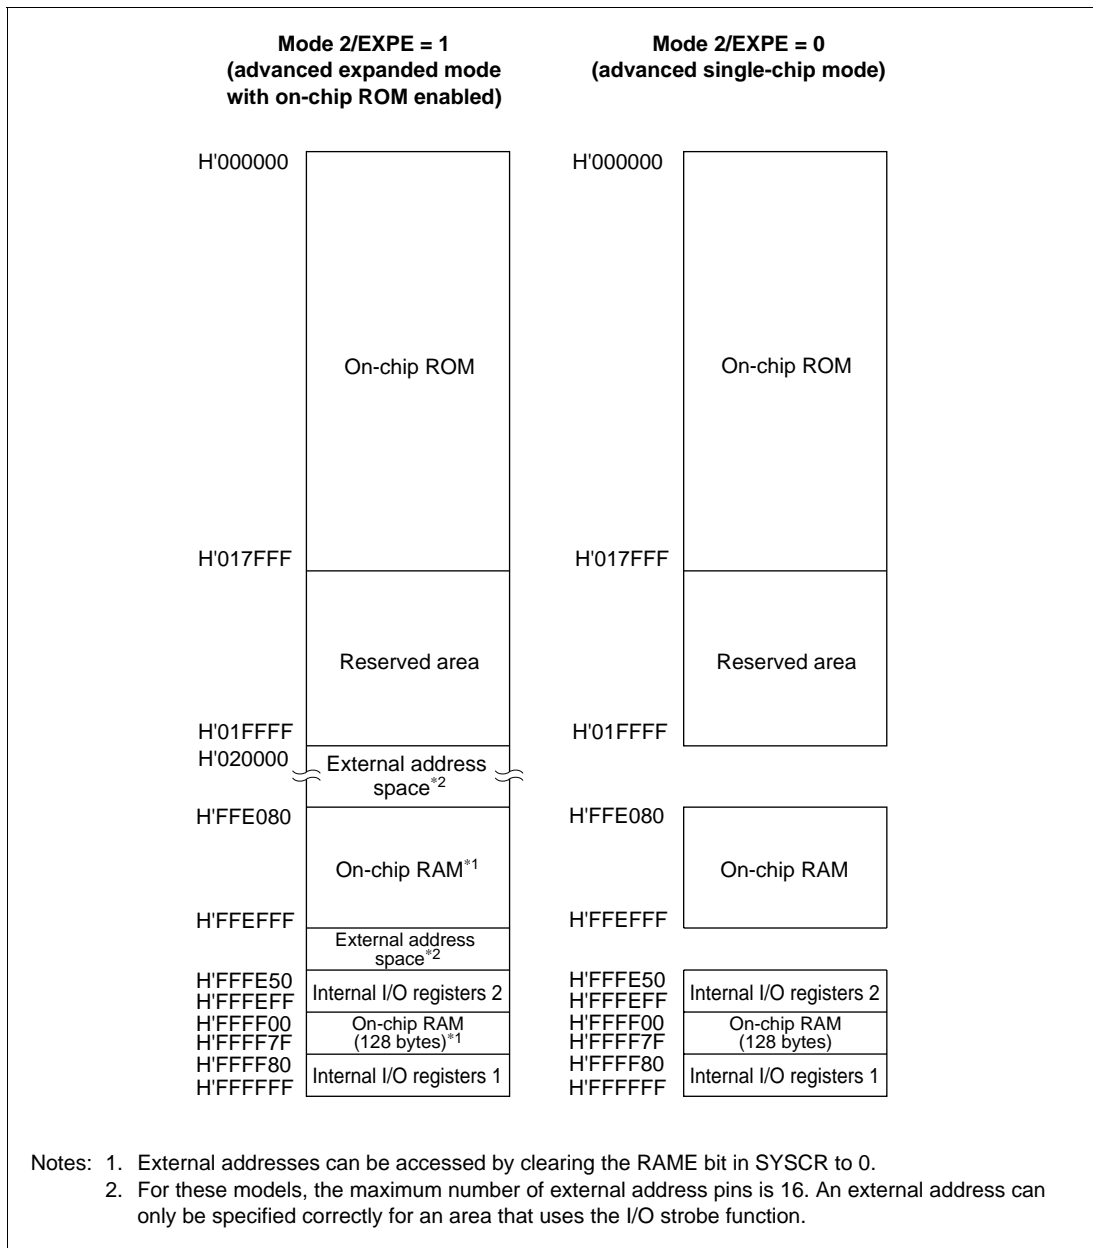 Mode 2/EXPE = 1
(advanced expanded mode
with on-chip ROM enabled)
Mode 2/EXPE = 0
(advanced single-chip mode)
H'000000
On-chip ROM
H'017FFF
Reserved area
H'01FFFF
H'020000
External address
space*2
H'FFE080
On-chip RAM*1
H'FFEFFF
External address
space*2
H'FFFE50
Internal I/O registers 2
H'FFFEFF
H'FFFF00
On-chip RAM
(128 bytes)*1
H'FFFF7F
H'FFFF80
Internal I/O registers 1
H'FFFFFF
H'000000
On-chip ROM
H'017FFF
Reserved area
H'01FFFF
H'FFE080
On-chip RAM
H'FFEFFF
H'FFFE50
Internal I/O registers 2
H'FFFEFF
H'FFFF00
On-chip RAM
(128 bytes)
H'FFFF7F
H'FFFF80
Internal I/O registers 1
H'FFFFFF
Notes: 1. External addresses can be accessed by clearing the RAME bit in SYSCR to 0.
2. For these models, the maximum number of external address pins is 16. An external address can
only be specified correctly for an area that uses the I/O strobe function.